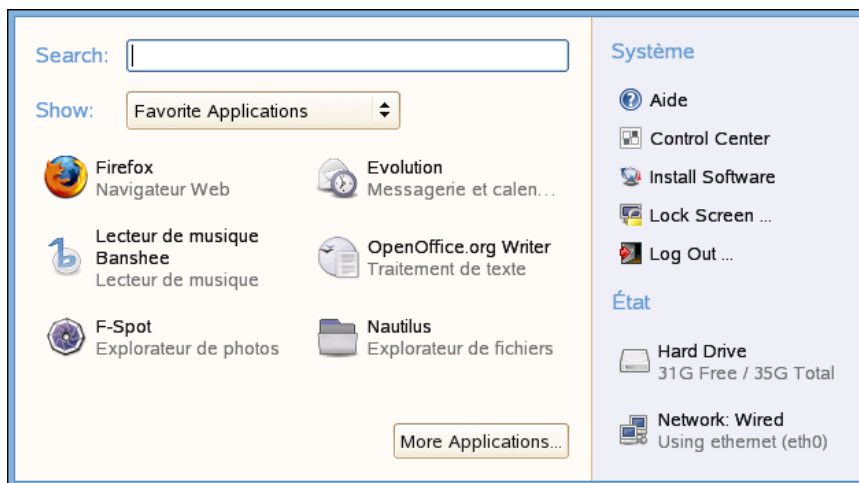 Search:
Show: Favorite Applications
Firefox
Navigateur Web
Evolution
Messagerie et calen...
Lecteur de musique
Banshee
Lecteur de musique
OpenOffice.org Writer
Traitement de texte
F-Spot
Explorateur de photos
Nautilus
Explorateur de fichiers
More Applications...
Système
Aide
Control Center
Install Software
Lock Screen ...
Log Out ...
État
Hard Drive
31G Free / 35G Total
Network: Wired
Using ethernet (eth0)